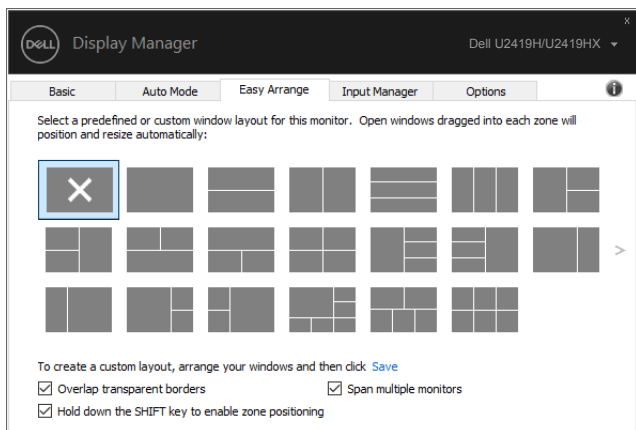 x
DELL Display Manager Dell U2419H/U2419HX
Basic Auto Mode Easy Arrange Input Manager Options i
Select a predefined or custom window layout for this monitor. Open windows dragged into each zone will
position and resize automatically:
>
To create a custom layout, arrange your windows and then click Save
Overlap transparent borders Span multiple monitors
Hold down the SHIFT key to enable zone positioning